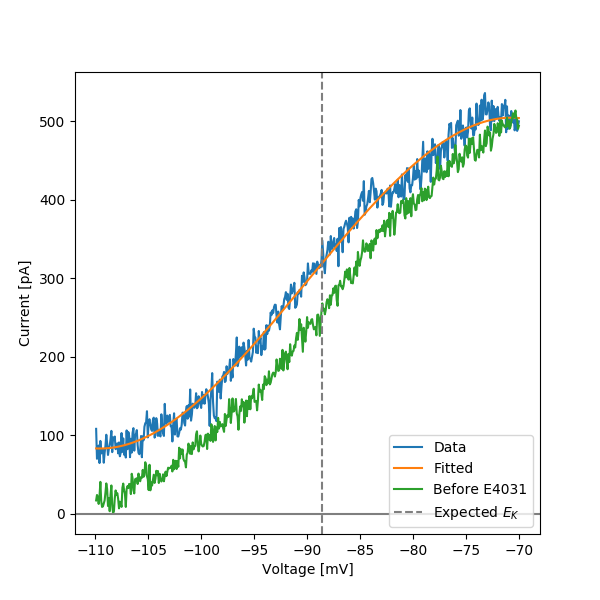 500
400
300
200
100
0
Current [pA]
Data
Fitted
Before E4031
Expected E_K
−110
−105
−100
−95
−90
−85
−80
−75
−70
Voltage [mV]